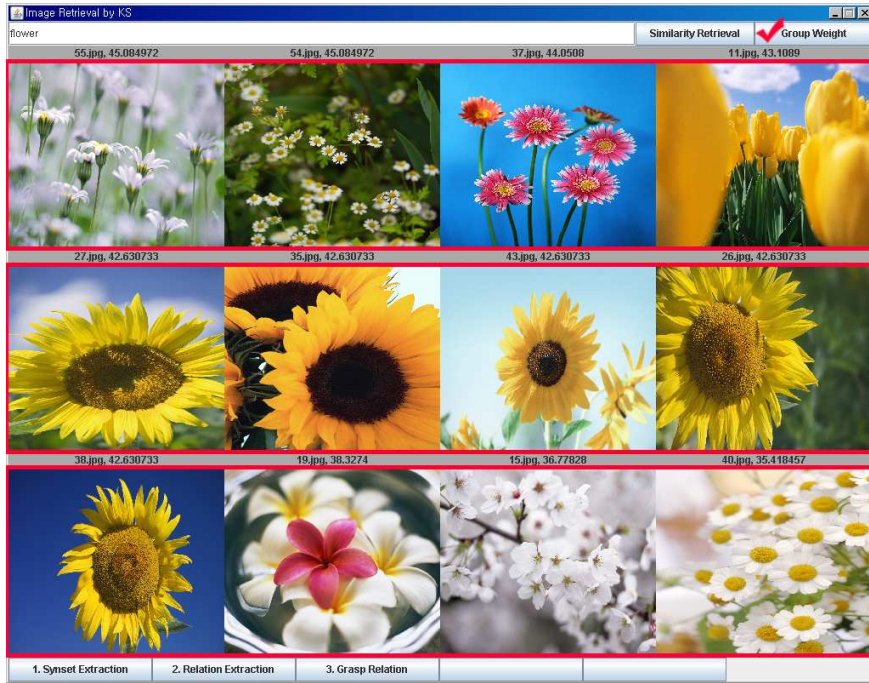 Image Retrieval by KS
flower
Similarity Retrieval
Group Weight
55.jpg, 45.084972
54.jpg, 45.084972
37.jpg, 44.0508
11.jpg, 43.1089
27.jpg, 42.630733
35.jpg, 42.630733
43.jpg, 42.630733
26.jpg, 42.630733
38.jpg, 42.630733
19.jpg, 38.3274
15.jpg, 36.77828
40.jpg, 35.418457
1. Synset Extraction
2. Relation Extraction
3. Grasp Relation